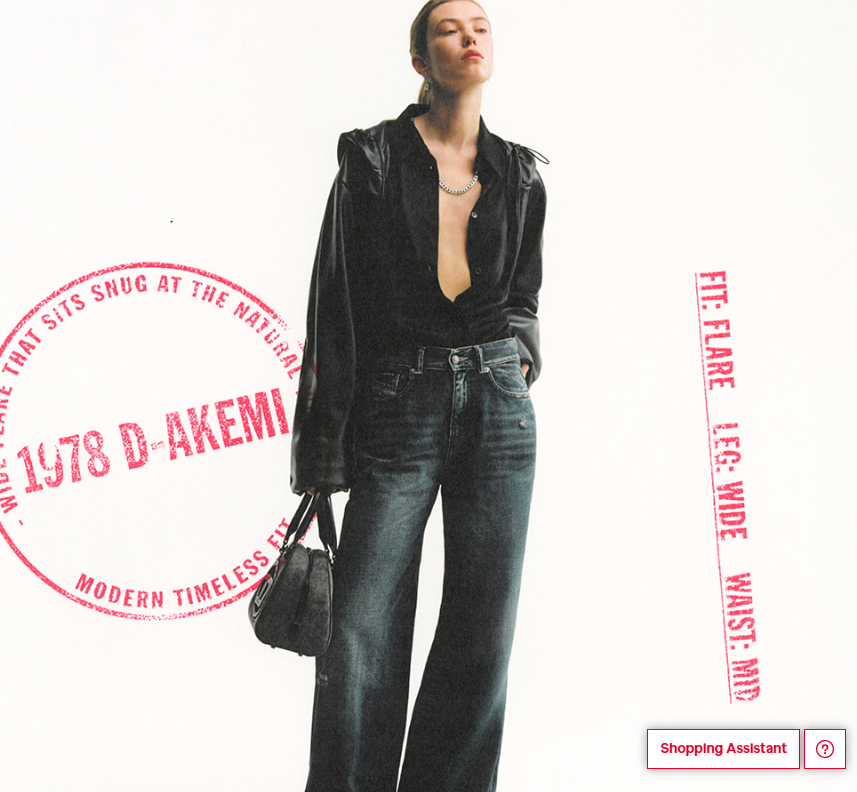 - WIDE FLARE THAT SITS SNUG AT THE NATURAL
1978 D-AKEMI
MODERN TIMELESS FIT
FIT: FLARE LEG: WIDE WAIST: MID
Shopping Assistant
?